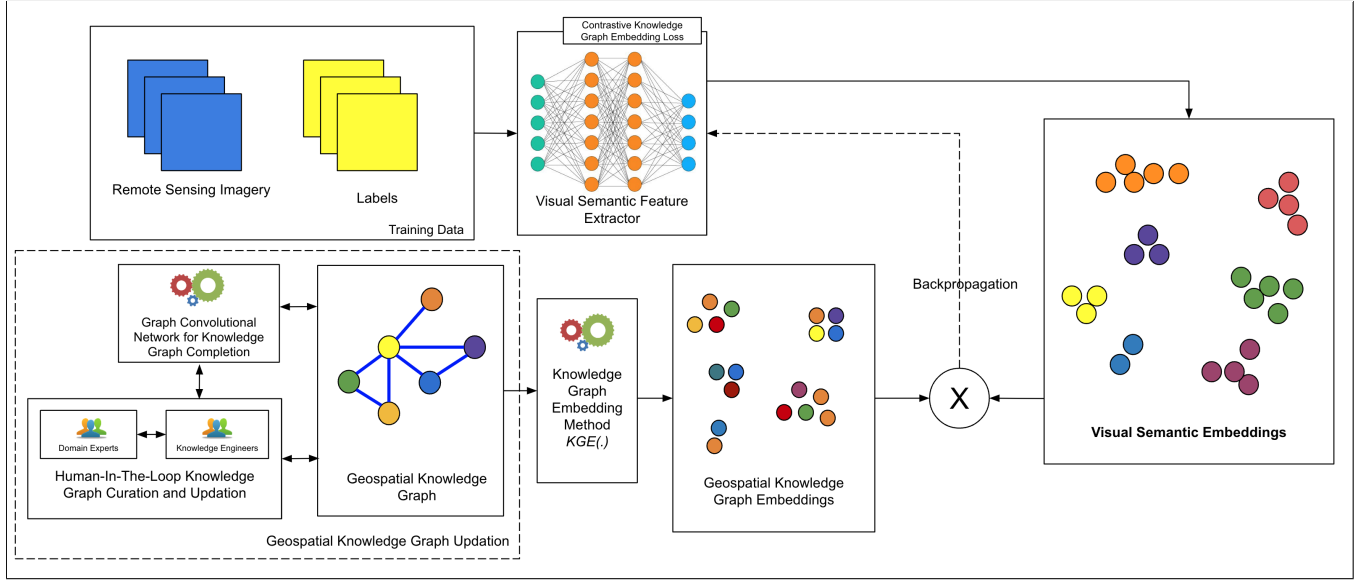 Contrastive Knowledge
Graph Embedding Loss
Remote Sensing Imagery
Labels
Training Data
Visual Semantic Feature
Extractor
Graph Convolutional
Network for Knowledge
Graph Completion
Domain Experts
Knowledge Engineers
Human-In-The-Loop Knowledge
Graph Curation and Updation
Geospatial Knowledge
Graph
Geospatial Knowledge Graph Updation
Knowledge
Graph
Embedding
Method
KGE(.)
Geospatial Knowledge
Graph Embeddings
Backpropagation
X
Visual Semantic Embeddings